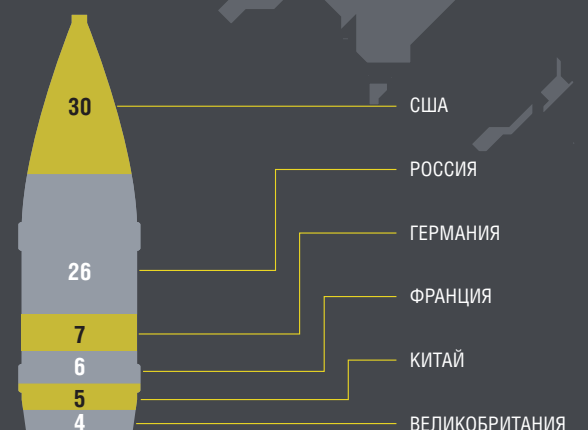 30 США
РОССИЯ
26
ГЕРМАНИЯ
7
ФРАНЦИЯ
6
КИТАЙ
5
4 ВЕЛИКОБРИТАНИЯ